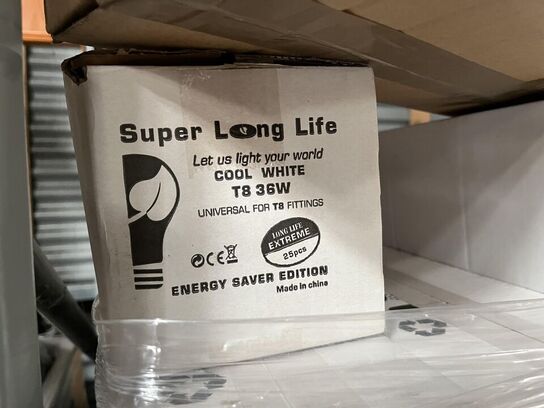 Super Long Life
Let us light your world
COOL WHITE
T8 36W
UNIVERSAL FOR T8 FITTINGS
LONG LIFE
EXTREME
25pcs
CE
ENERGY SAVER EDITION
Made in china